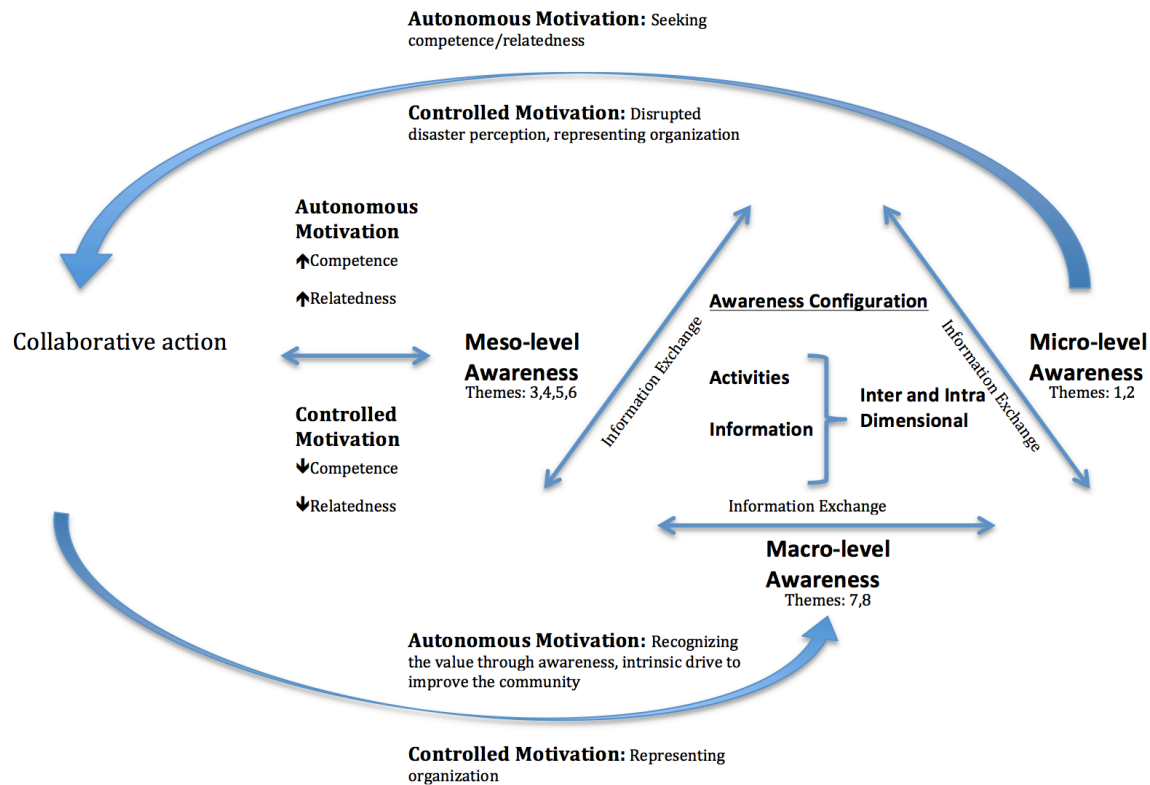 Autonomous Motivation: Seeking
competence/relatedness
Controlled Motivation: Disrupted
disaster perception, representing organization
Autonomous
Motivation
🡩Competence
🡩Relatedness
Collaborative action
Controlled
Motivation
🡫Competence
🡫Relatedness
Meso-level
Awareness
Themes: 3,4,5,6
Information Exchange
Awareness Configuration
Activities
Information
Inter and Intra
Dimensional
Information Exchange
Micro-level
Awareness
Themes: 1,2
Information Exchange
Macro-level
Awareness
Themes: 7,8
Autonomous Motivation: Recognizing
the value through awareness, intrinsic drive to
improve the community
Controlled Motivation: Representing
organization